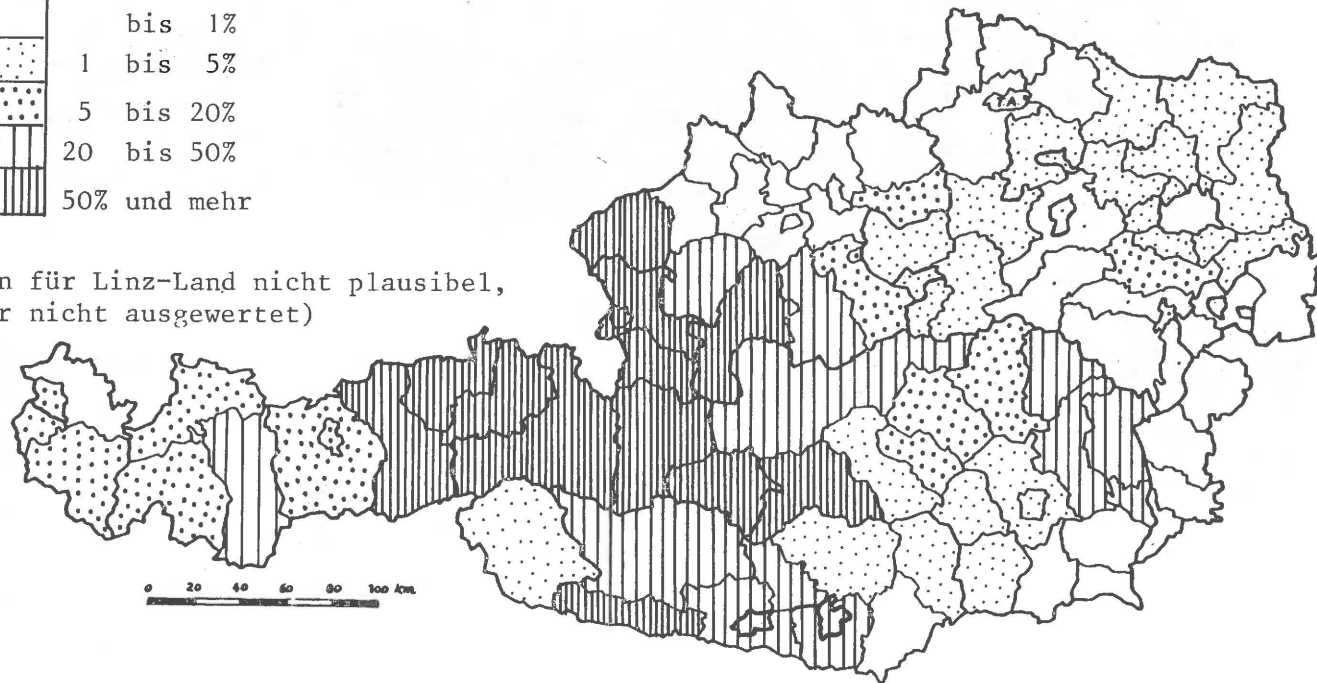 bis 1%
1 bis 5%
5 bis 20%
20 bis 50%
50% und mehr
n für Linz-Land nicht plausibel,
r nicht ausgewertet)
T.A.
0 20 40 60 80 100 km